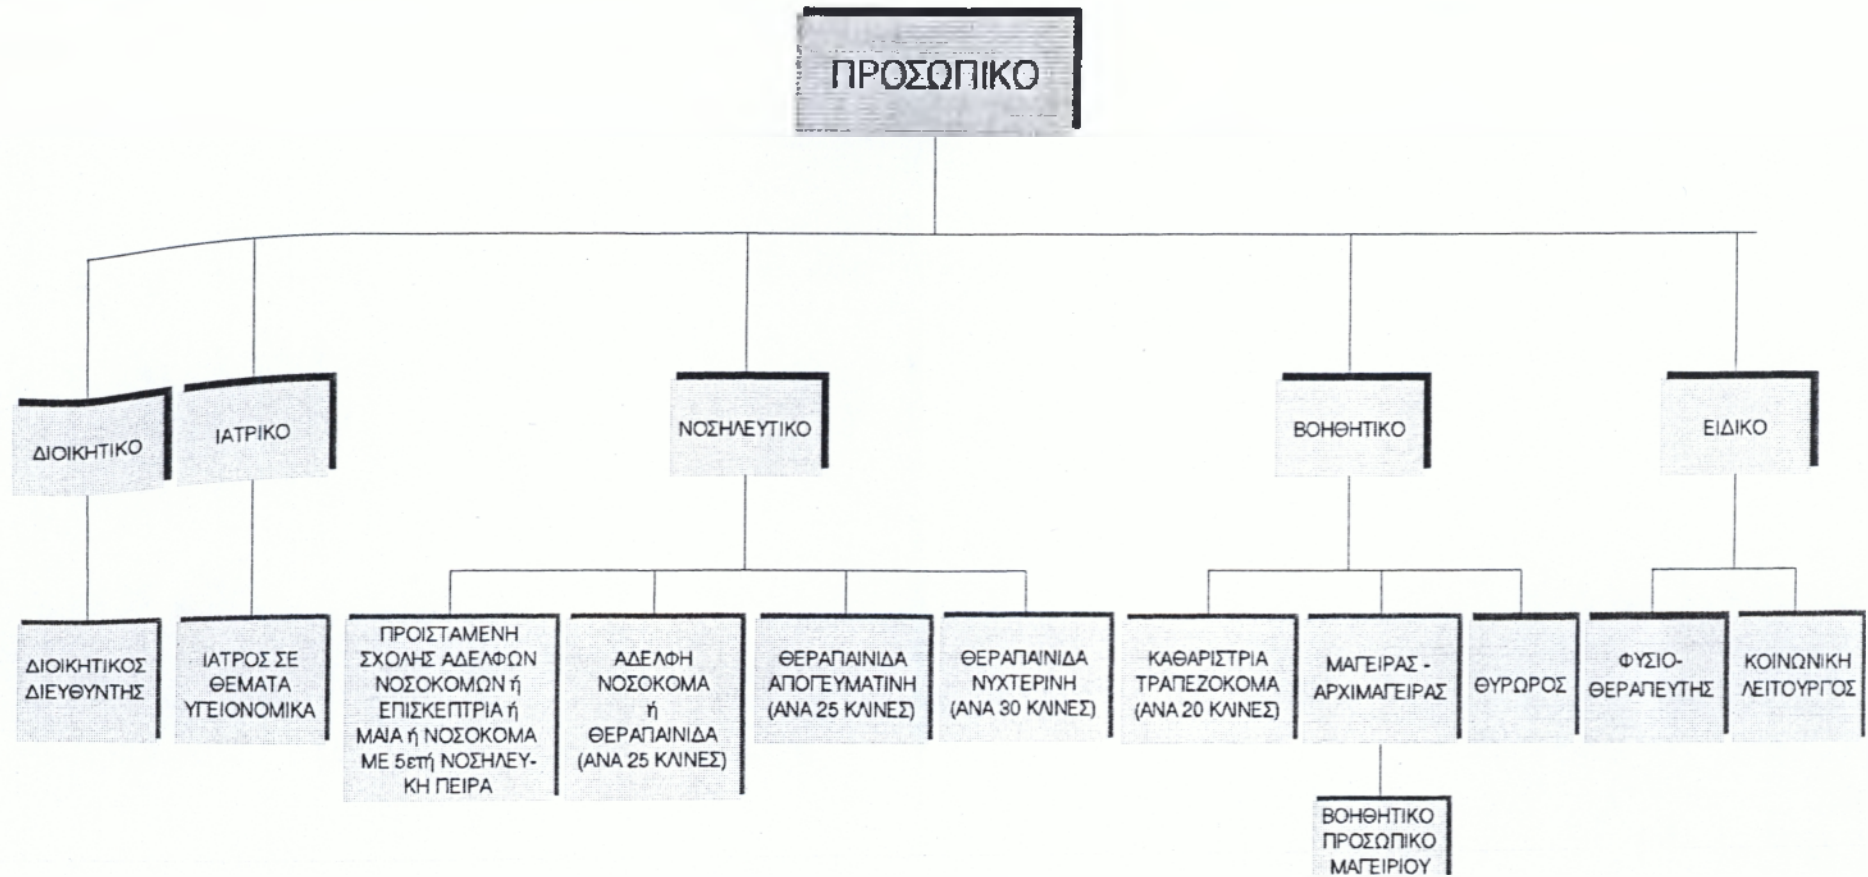 ΠΡΟΣΩΠΙΚΟ
ΔΙΟΙΚΗΤΙΚΟ
ΙΑΤΡΙΚΟ
ΝΟΣΗΛΕΥΤΙΚΟ
ΒΟΗΘΗΤΙΚΟ
ΕΙΔΙΚΟ
ΔΙΟΙΚΗΤΙΚΟΣ
ΔΙΕΥΘΥΝΤΗΣ
ΙΑΤΡΟΣ ΣΕ
ΘΕΜΑΤΑ
ΥΓΕΙΟΝΟΜΙΚΑ
ΠΡΟΙΣΤΑΜΕΝΗ
ΣΧΟΛΗΣ ΑΔΕΛΦΩΝ
ΝΟΣΟΚΟΜΩΝ ή
ΕΠΙΣΚΕΠΤΡΙΑ ή
ΜΑΙΑ ή ΝΟΣΟΚΟΜΑ
ΜΕ 5ετή ΝΟΣΗΛΕΥ-
ΚΗ ΠΕΙΡΑ
ΑΔΕΛΦΗ
ΝΟΣΟΚΟΜΑ
ή
ΘΕΡΑΠΑΙΝΙΔΑ
(ΑΝΑ 25 ΚΛΙΝΕΣ)
ΘΕΡΑΠΑΙΝΙΔΑ
ΑΠΟΓΕΥΜΑΤΙΝΗ
(ΑΝΑ 25 ΚΛΙΝΕΣ)
ΘΕΡΑΠΑΙΝΙΔΑ
ΝΥΧΤΕΡΙΝΗ
(ΑΝΑ 30 ΚΛΙΝΕΣ)
ΚΑΘΑΡΙΣΤΡΙΑ
ΤΡΑΠΕΖΟΚΟΜΑ
(ΑΝΑ 20 ΚΛΙΝΕΣ)
ΜΑΓΕΙΡΑΣ -
ΑΡΧΙΜΑΓΕΙΡΑΣ
ΘΥΡΩΡΟΣ
ΦΥΣΙΟ-
ΘΕΡΑΠΕΥΤΗΣ
ΚΟΙΝΩΝΙΚΗ
ΛΕΙΤΟΥΡΓΟΣ
ΒΟΗΘΗΤΙΚΟ
ΠΡΟΣΩΠΙΚΟ
ΜΑΓΕΙΡΙΟΥ